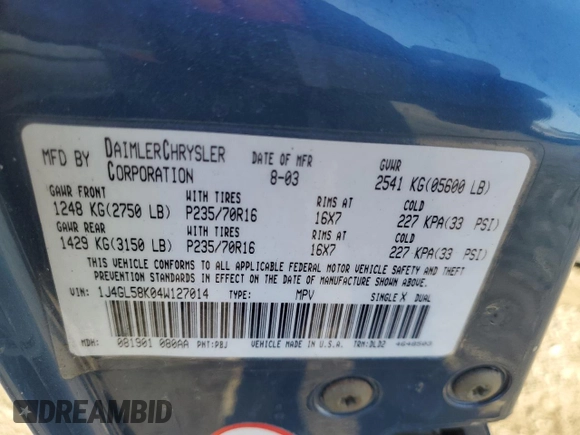 MFD BY DAIMLERCHRYSLER CORPORATION
DATE OF MFR 8-03
GVWR 2541 KG(05600 LB)
GAWR FRONT WITH TIRES RIMS AT COLD
1248 KG(2750 LB) P235/70R16 16X7 227 KPA(33 PSI)
GAWR REAR WITH TIRES RIMS AT COLD
1429 KG(3150 LB) P235/70R16 16X7 227 KPA(33 PSI)
THIS VEHICLE CONFORMS TO ALL APPLICABLE FEDERAL MOTOR VEHICLE SAFETY AND THEFT
PREVENTION STANDARDS IN EFFECT ON THE DATE OF MANUFACTURE SHOWN ABOVE.
VIN: 1J4GL58K04W127014 TYPE: MPV SINGLE X DUAL
MDH: 081901 080AA PNT:PBJ VEHICLE MADE IN U.S.A. TRM:DLD2
DREAMBID